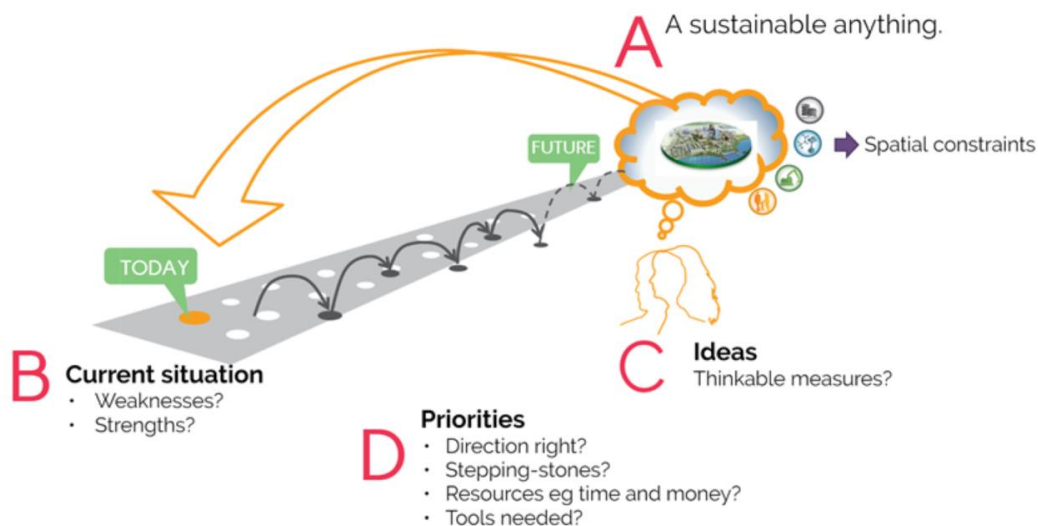 A A sustainable anything.
FUTURE
Spatial constraints
TODAY
B Current situation
• Weaknesses?
• Strengths?
C Ideas
Thinkable measures?
D Priorities
• Direction right?
• Stepping-stones?
• Resources eg time and money?
• Tools needed?